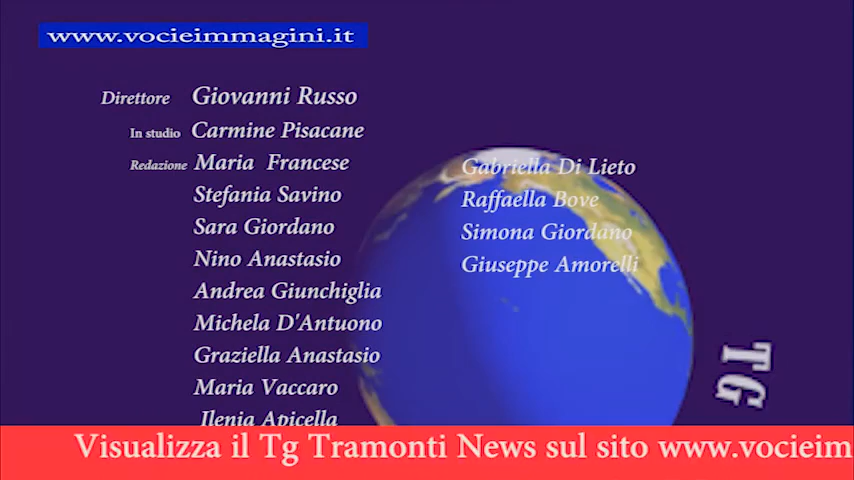 www.vocieimmagini.it
Direttore Giovanni Russo
In studio Carmine Pisacane
Redazione Maria Francese
Stefania Savino
Sara Giordano
Nino Anastasio
Andrea Giunchiglia
Michela D'Antuono
Graziella Anastasio
Maria Vaccaro
Ilenia Apicella
Gabriella Di Lieto
Raffaella Bove
Simona Giordano
Giuseppe Amorelli
TG
Visualizza il Tg Tramonti News sul sito www.vocieim